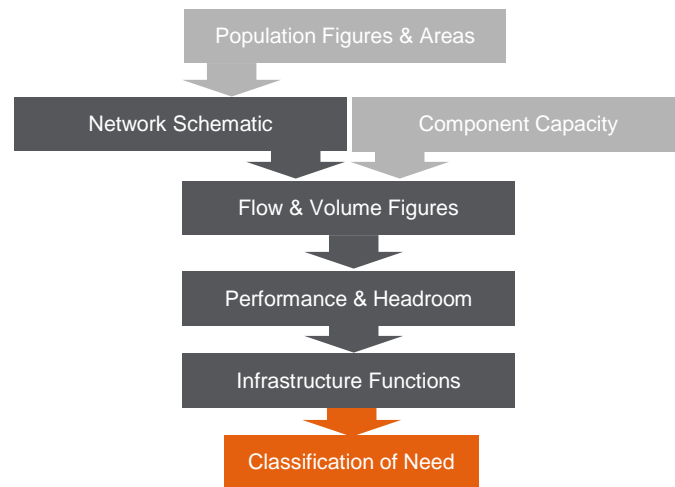 Population Figures & Areas
Network Schematic
Component Capacity
Flow & Volume Figures
Performance & Headroom
Infrastructure Functions
Classification of Need